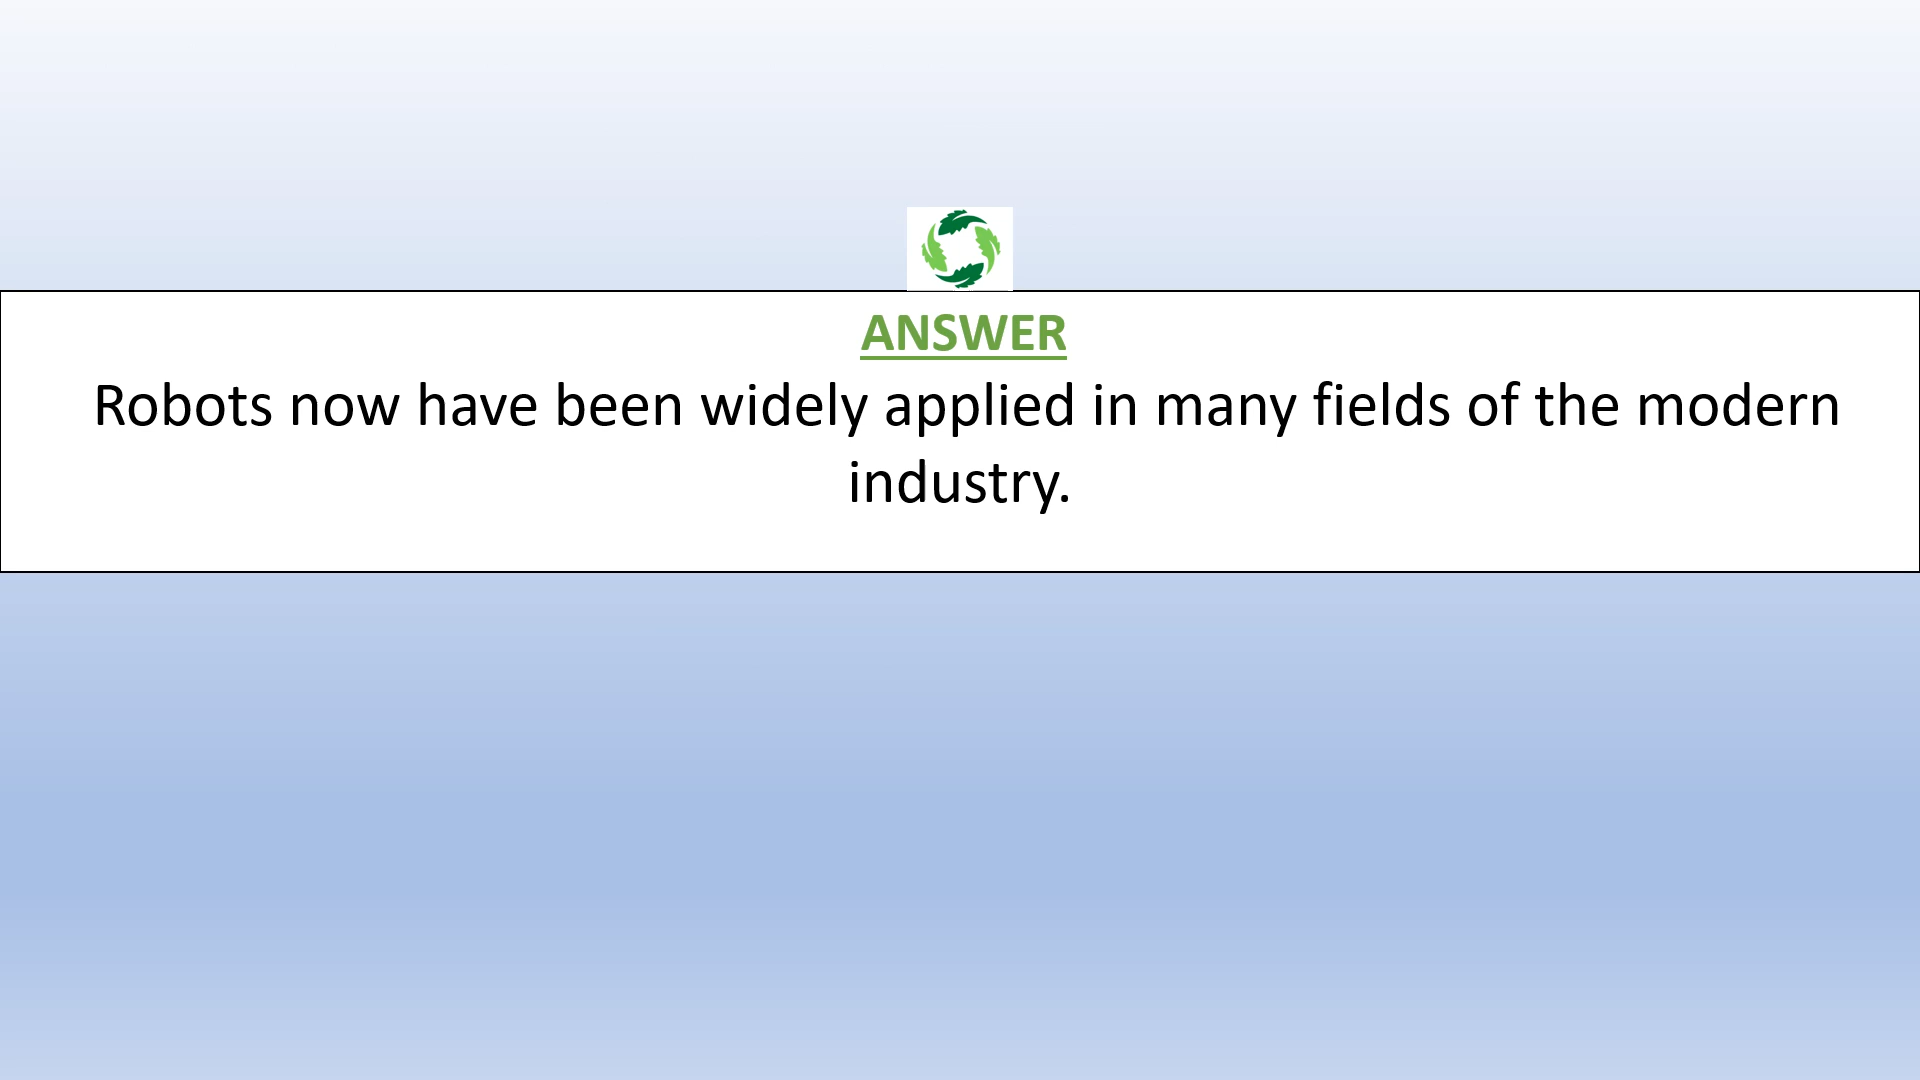 ANSWER
Robots now have been widely applied in many fields of the modern
industry.